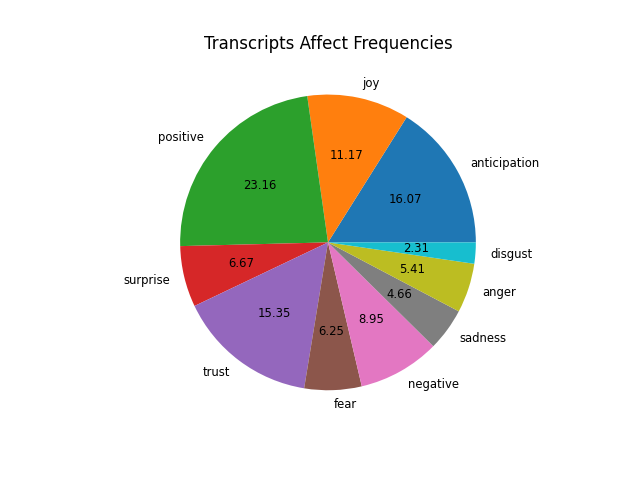 Transcripts Affect Frequencies
joy
11.17
positive
23.16
anticipation
16.07
surprise
6.67
trust
15.35
fear
6.25
negative
8.95
sadness
4.66
anger
5.41
disgust
2.31